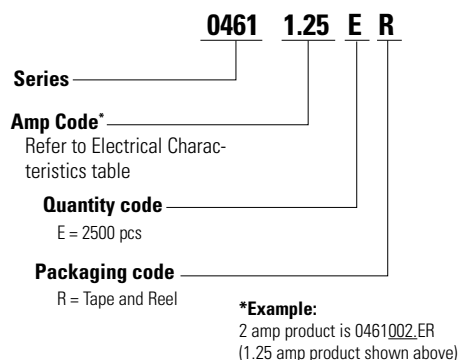 0461 1.25 E R
Series
Amp Code*
Refer to Electrical Charac-
teristics table
Quantity code
E = 2500 pcs
Packaging code
R = Tape and Reel
*Example:
2 amp product is 0461002.ER
(1.25 amp product shown above)